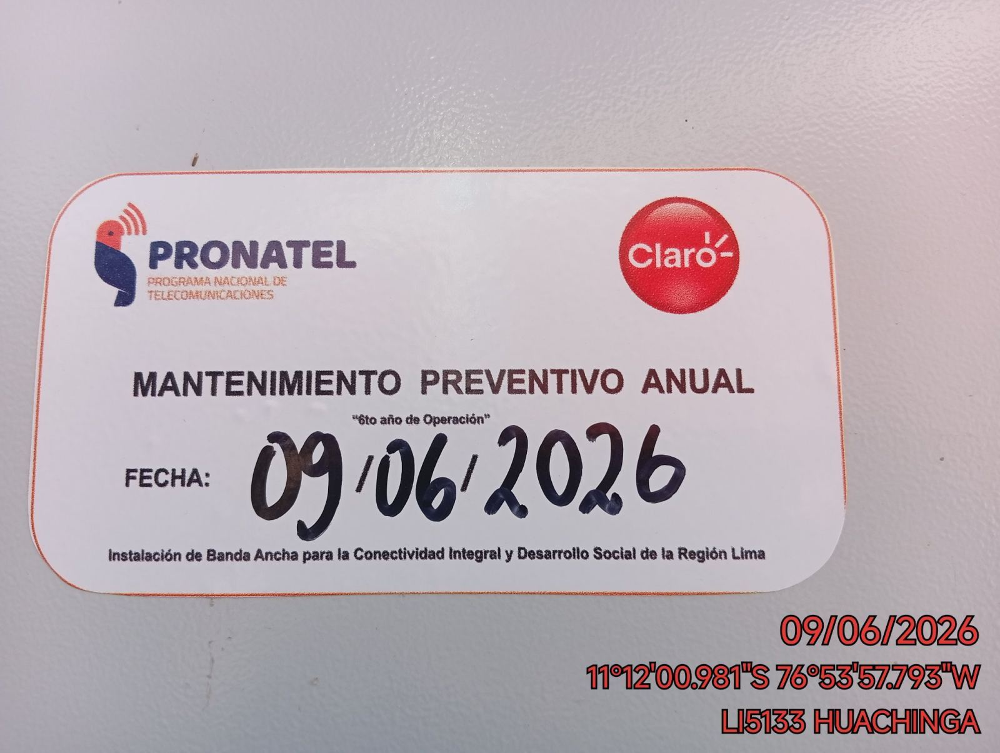 PRONATEL
PROGRAMA NACIONAL DE
TELECOMUNICACIONES
Claro
MANTENIMIENTO PREVENTIVO ANUAL
"6to año de Operación"
FECHA: 09/06/2026
Instalación de Banda Ancha para la Conectividad Integral y Desarrollo Social de la Región Lima
09/06/2026
11°12'00.981"S 76°53'57.793"W
LI5133 HUACHINGA